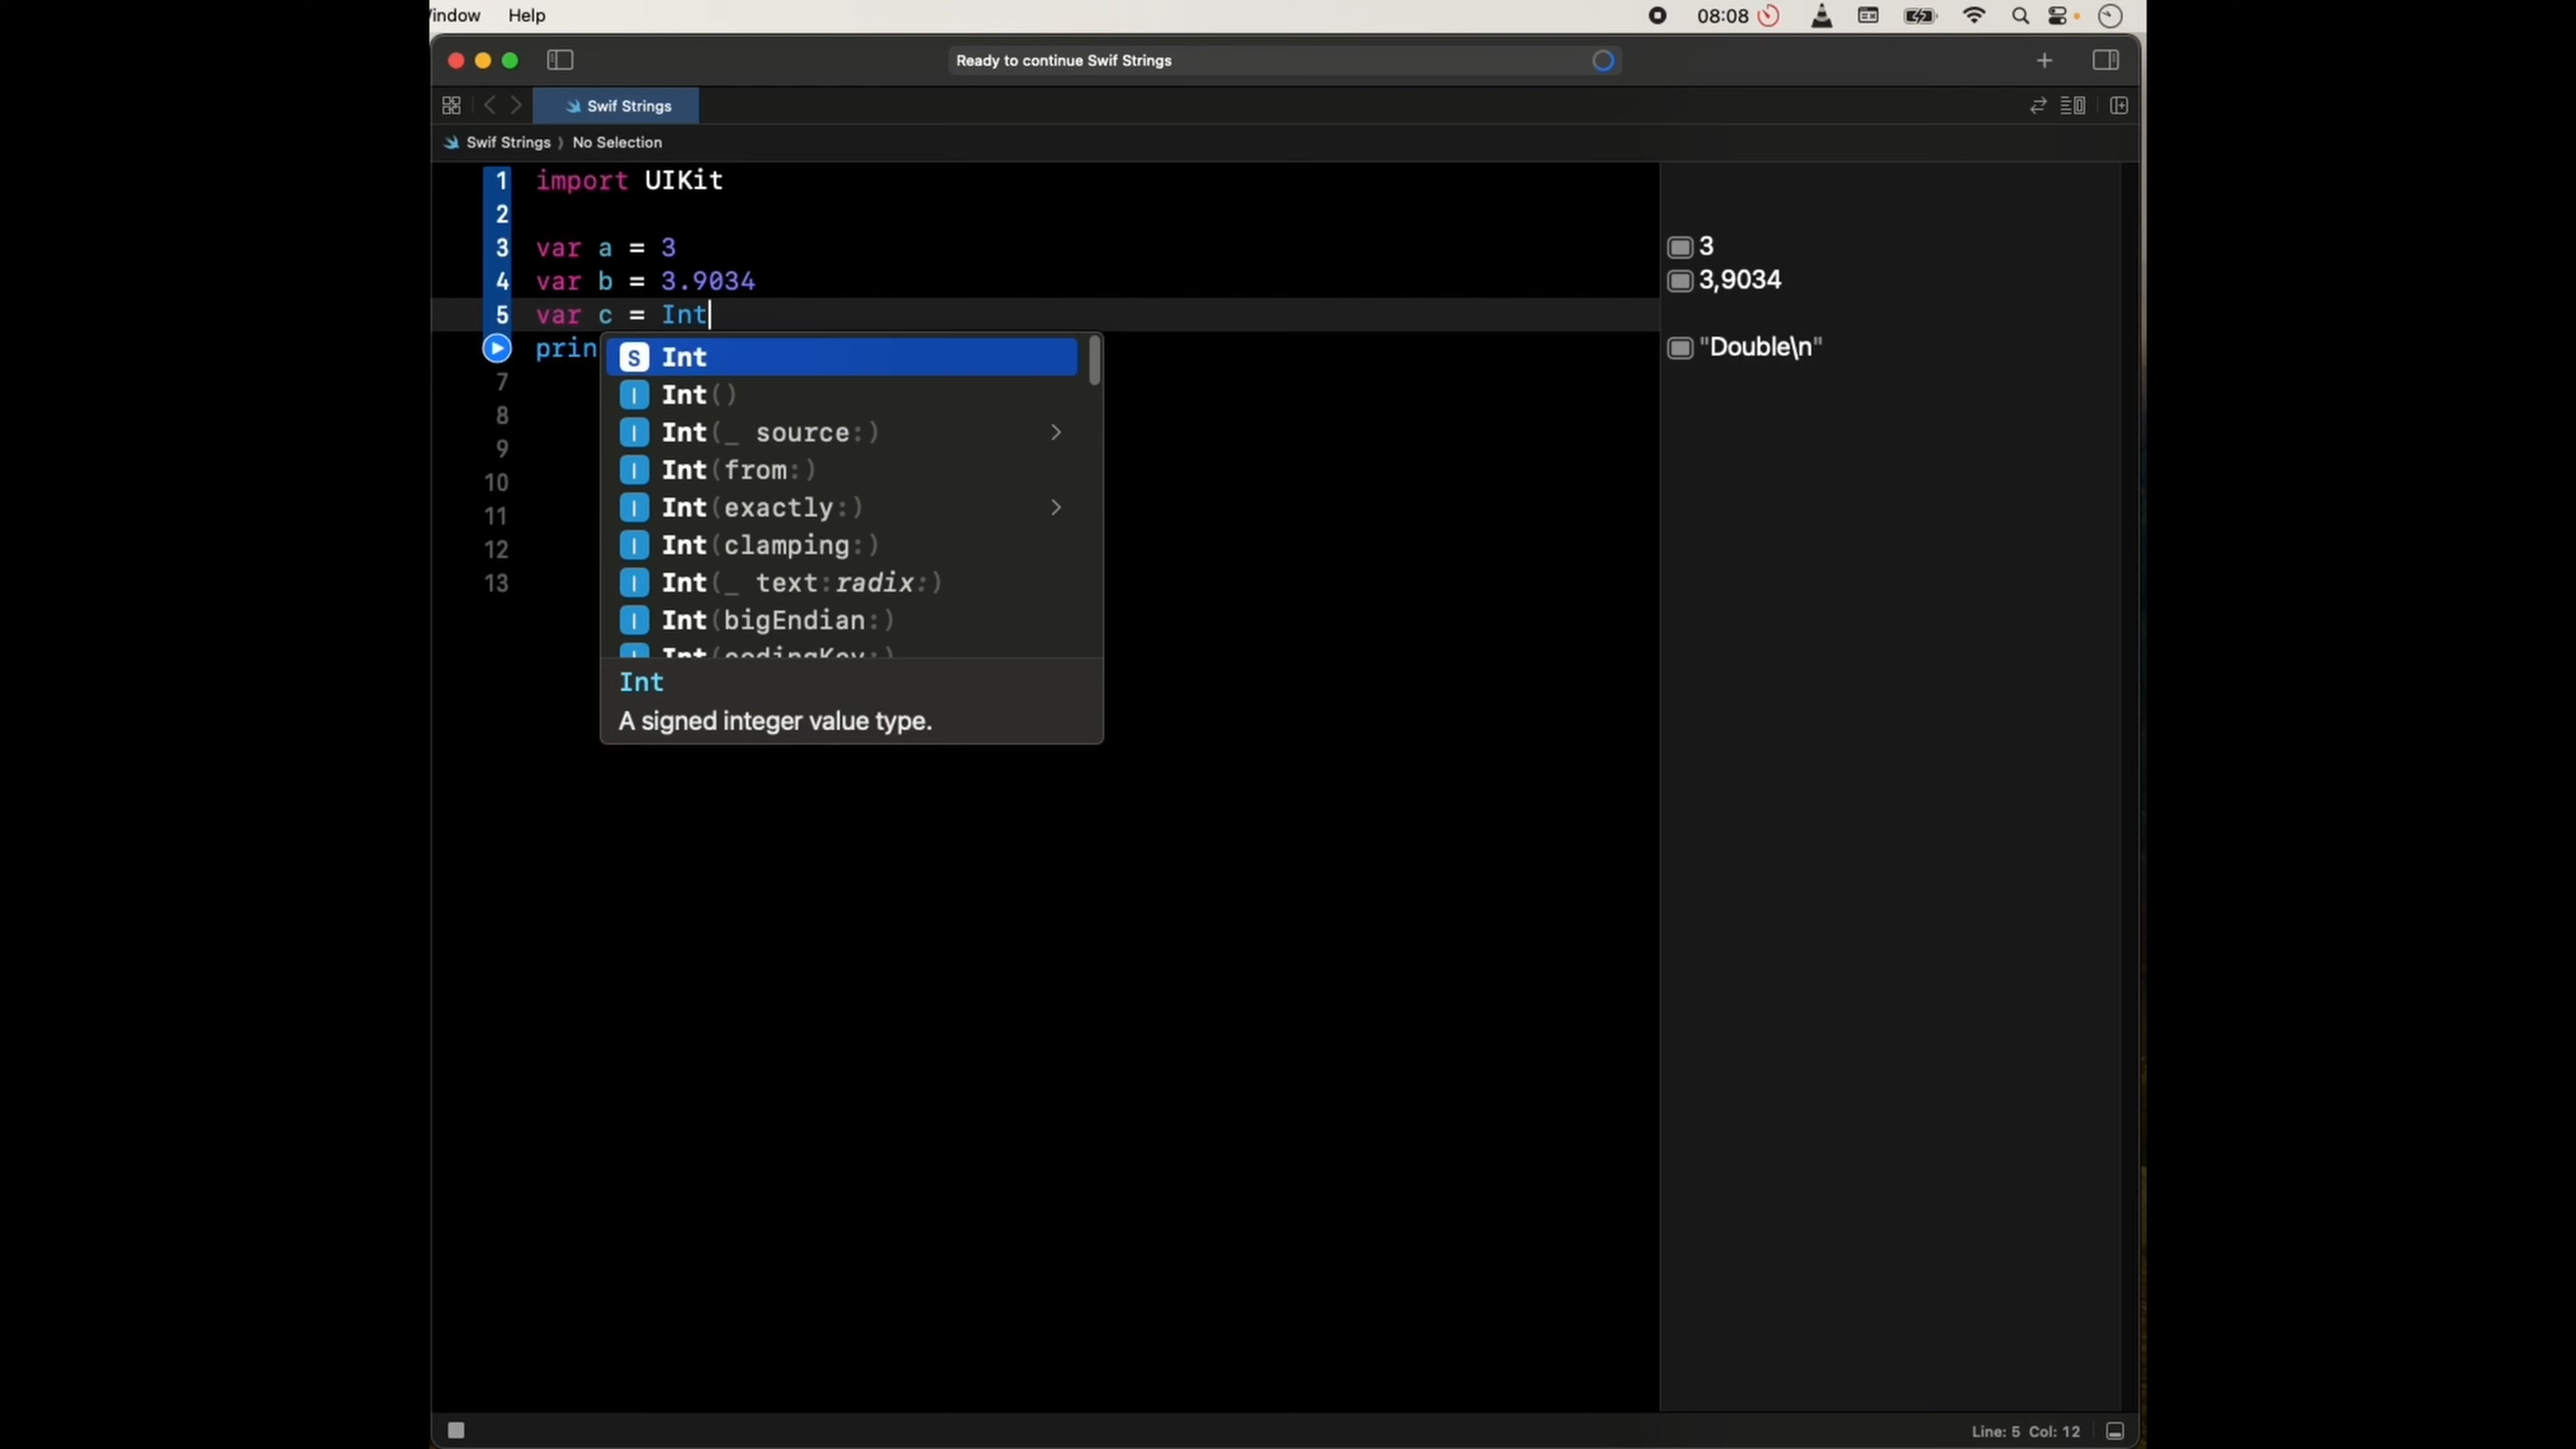 indow Help 08:08
Ready to continue Swif Strings
Swif Strings
Swif Strings No Selection
1 import UIKit
2
3 var a = 3 3
4 var b = 3.9034 3,9034
5 var c = Int
prin "Double\n"
7
8
9
10
11
12
13
S Int
I Int()
I Int(_ source:)
I Int(from:)
I Int(exactly:)
I Int(clamping:)
I Int(_ text:radix:)
I Int(bigEndian:)
I Int(codingKey:)
Int
A signed integer value type.
Line: 5 Col: 12